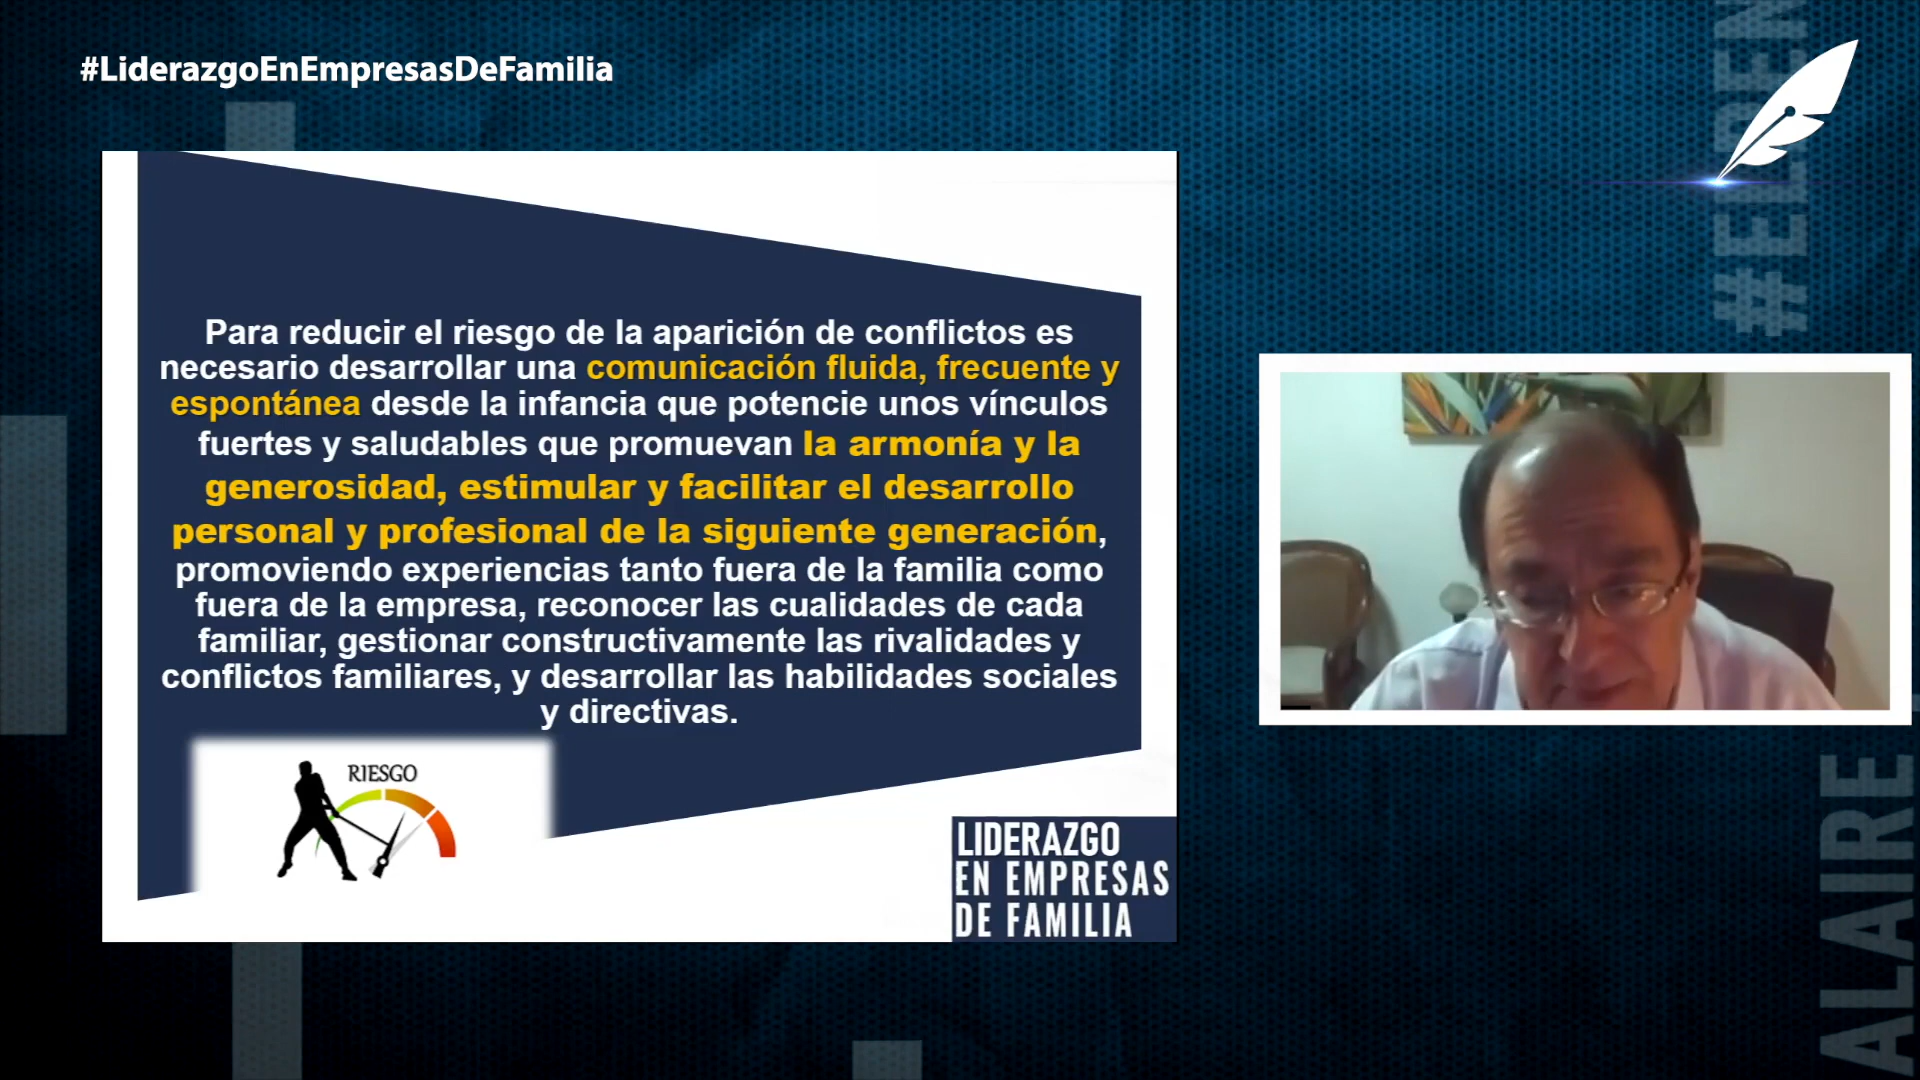 #LiderazgoEnEmpresasDeFamilia
Para reducir el riesgo de la aparición de conflictos es
necesario desarrollar una comunicación fluida, frecuente y
espontánea desde la infancia que potencie unos vínculos
fuertes y saludables que promuevan la armonía y la
generosidad, estimular y facilitar el desarrollo
personal y profesional de la siguiente generación,
promoviendo experiencias tanto fuera de la familia como
fuera de la empresa, reconocer las cualidades de cada
familiar, gestionar constructivamente las rivalidades y
conflictos familiares, y desarrollar las habilidades sociales
y directivas.
RIESGO
LIDERAZGO
EN EMPRESAS
DE FAMILIA
ALAIRE